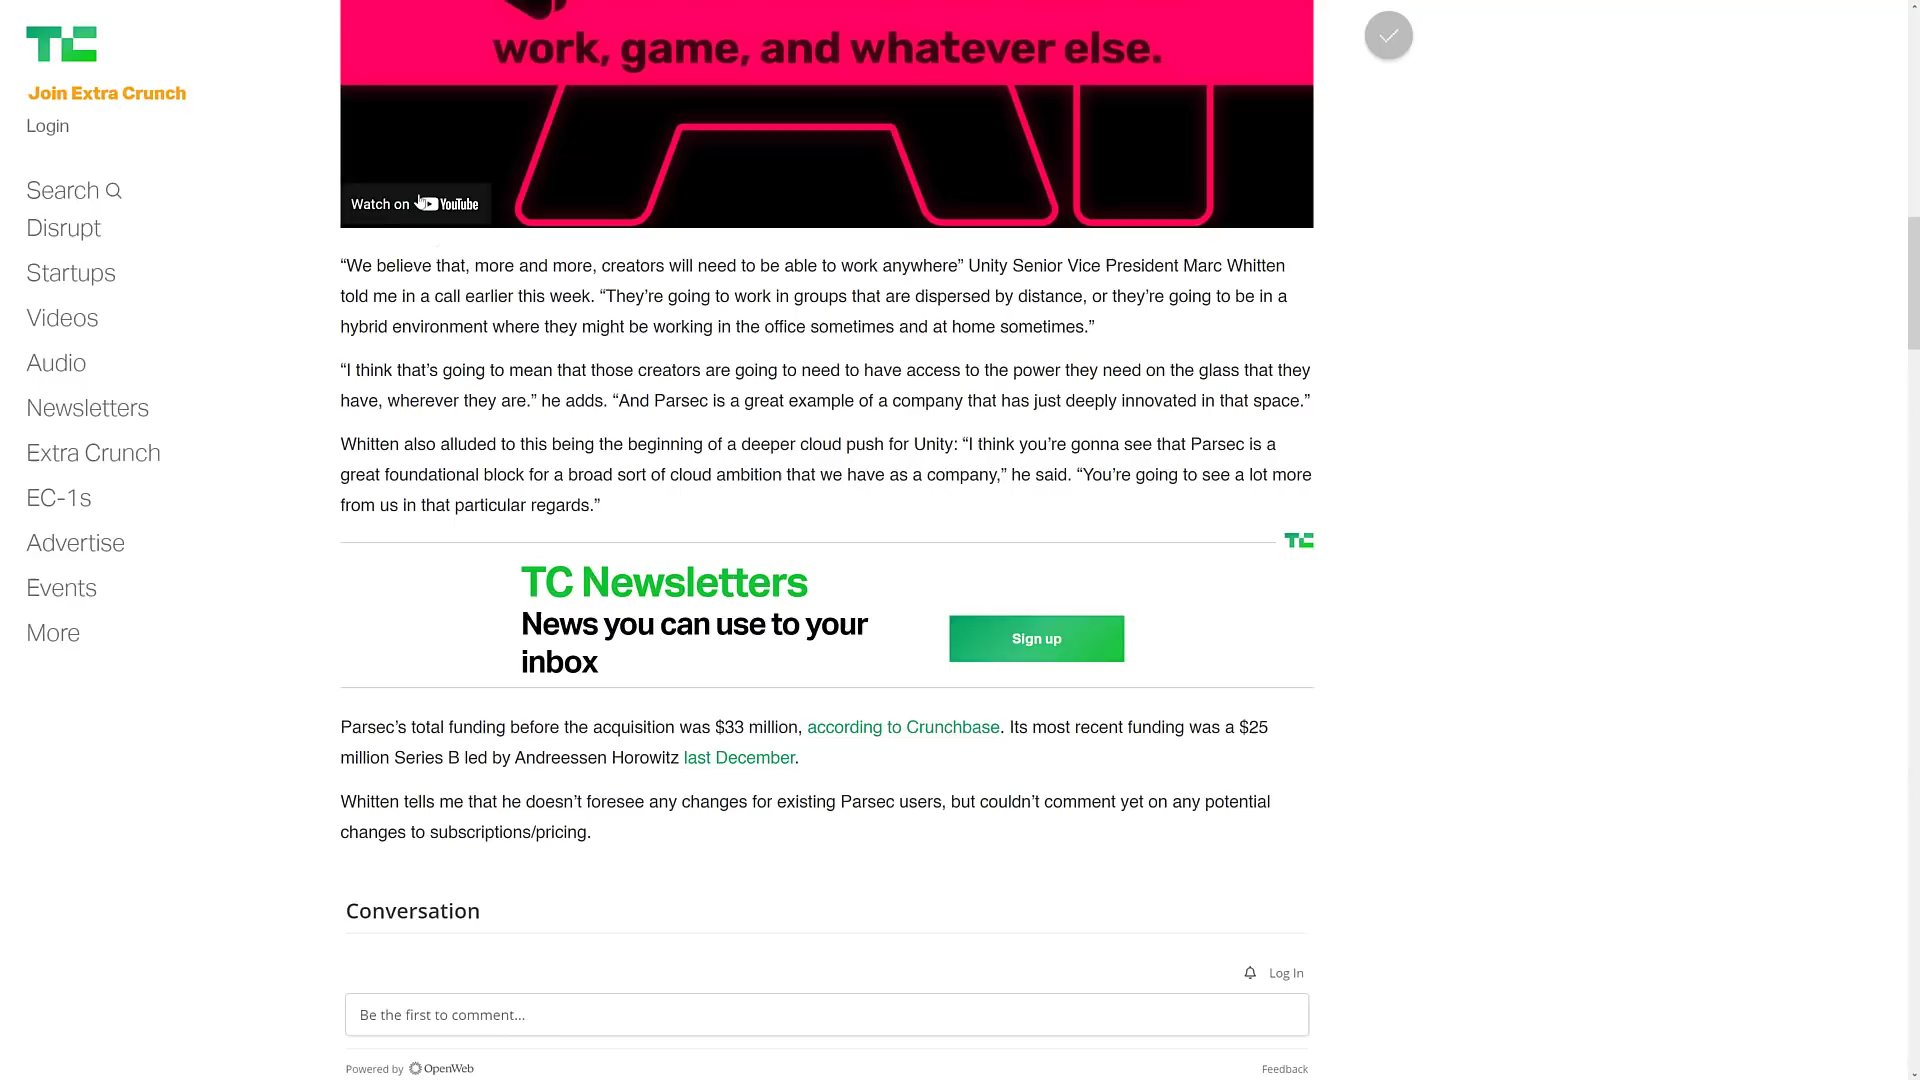 TC
Join Extra Crunch
Login
Search
Disrupt
Startups
Videos
Audio
Newsletters
Extra Crunch
EC-1s
Advertise
Events
More
work, game, and whatever else.
Watch on YouTube
“We believe that, more and more, creators will need to be able to work anywhere” Unity Senior Vice President Marc Whitten
told me in a call earlier this week. “They’re going to work in groups that are dispersed by distance, or they’re going to be in a
hybrid environment where they might be working in the office sometimes and at home sometimes.”
“I think that’s going to mean that those creators are going to need to have access to the power they need on the glass that they
have, wherever they are.” he adds. “And Parsec is a great example of a company that has just deeply innovated in that space.”
Whitten also alluded to this being the beginning of a deeper cloud push for Unity: “I think you’re gonna see that Parsec is a
great foundational block for a broad sort of cloud ambition that we have as a company,” he said. “You’re going to see a lot more
from us in that particular regards.”
TC
TC Newsletters
News you can use to your
inbox
Sign up
Parsec’s total funding before the acquisition was $33 million, according to Crunchbase. Its most recent funding was a $25
million Series B led by Andreessen Horowitz last December.
Whitten tells me that he doesn’t foresee any changes for existing Parsec users, but couldn’t comment yet on any potential
changes to subscriptions/pricing.
Conversation
Log In
Be the first to comment...
Powered by OpenWeb
Feedback